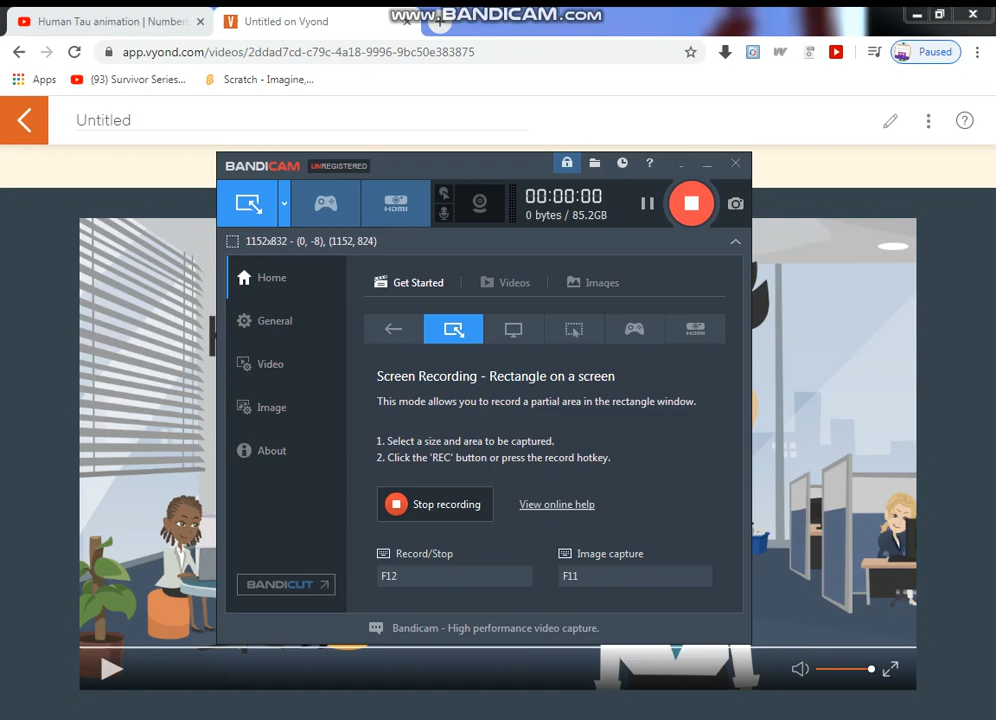 Human Tau animation | Number
Untitled on Vyond
www.BANDICAM.com
app.vyond.com/videos/2ddad7cd-c79c-4a18-9996-9bc50e383875
Paused
Apps
(93) Survivor Series...
Scratch - Imagine,...
Untitled
BANDICAM UNREGISTERED
HDMI
00:00:00
0 bytes / 85.2GB
1152x832 - (0, -8), (1152, 824)
Home
General
Video
Image
About
BANDICUT
Get Started
Videos
Images
HDMI
Screen Recording - Rectangle on a screen
This mode allows you to record a partial area in the rectangle window.
1. Select a size and area to be captured.
2. Click the 'REC' button or press the record hotkey.
Stop recording
View online help
Record/Stop
Image capture
F12
F11
Bandicam - High performance video capture.